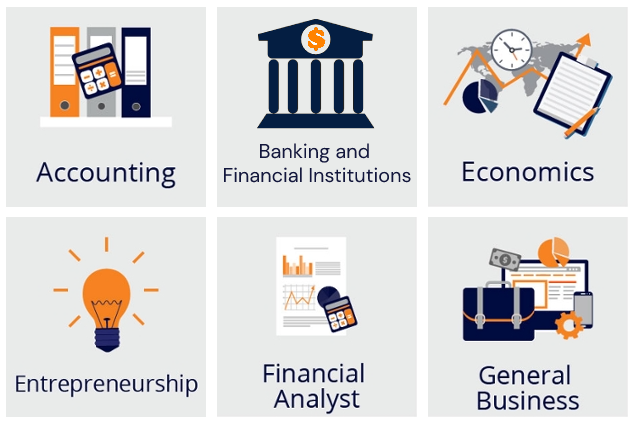 Accounting
$
Banking and
Financial Institutions
Economics
Entrepreneurship
Financial
Analyst
$
General
Business